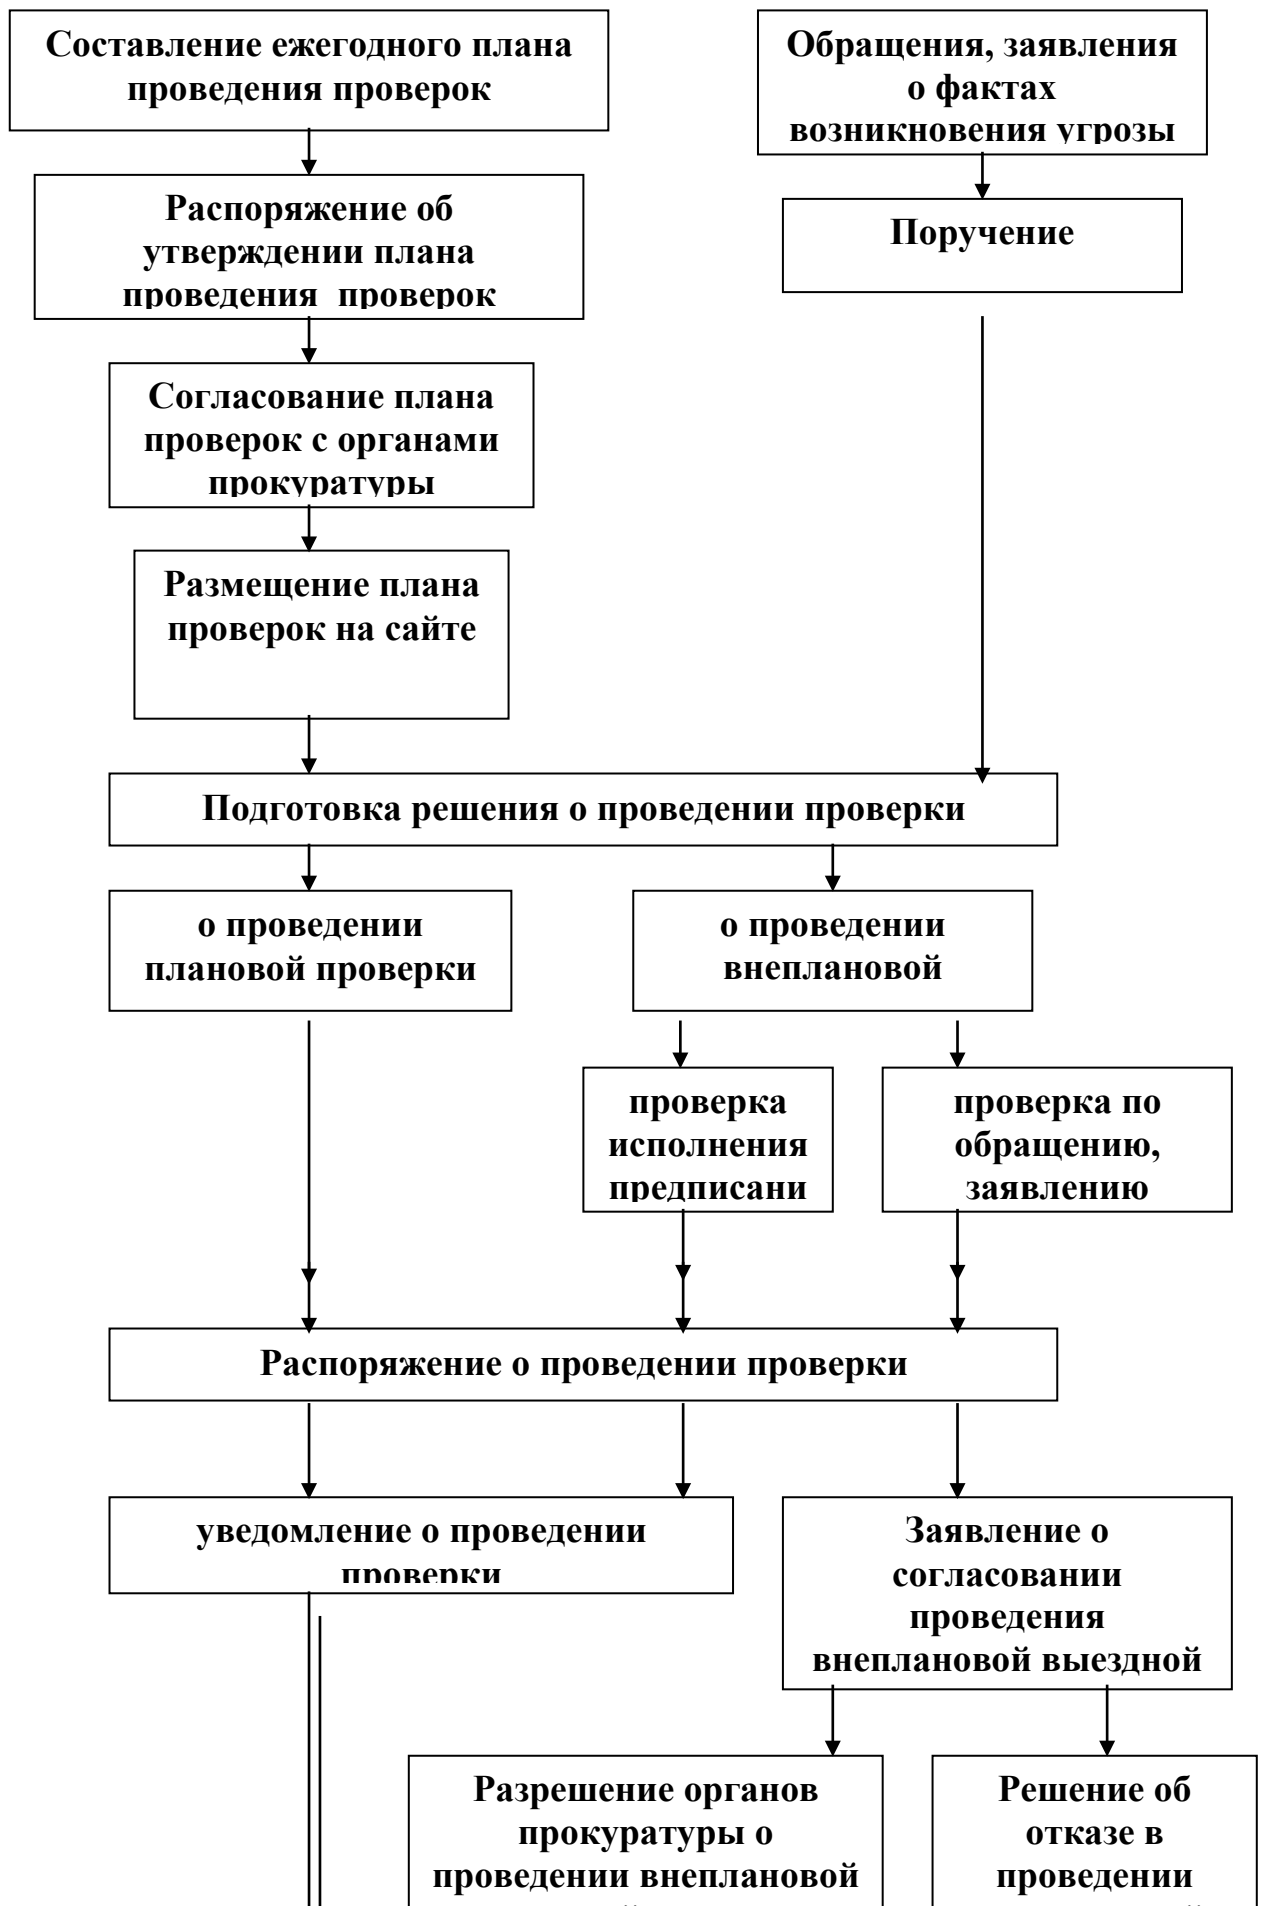 Составление ежегодного плана
проведения проверок
Обращения, заявления
о фактах
возникновения угрозы
Распоряжение об
утверждении плана
проведения  проверок
Поручение
Согласование плана
проверок с органами
прокуратуры
Размещение плана
проверок на сайте
Подготовка решения о проведении проверки
о проведении
плановой проверки
о проведении
внеплановой
проверка
исполнения
предписани
проверка по
обращению,
заявлению
Распоряжение о проведении проверки
уведомление о проведении
проверки
Заявление о
согласовании
проведения
внеплановой выездной
Разрешение органов
прокуратуры о
проведении внеплановой
Решение об
отказе в
проведении